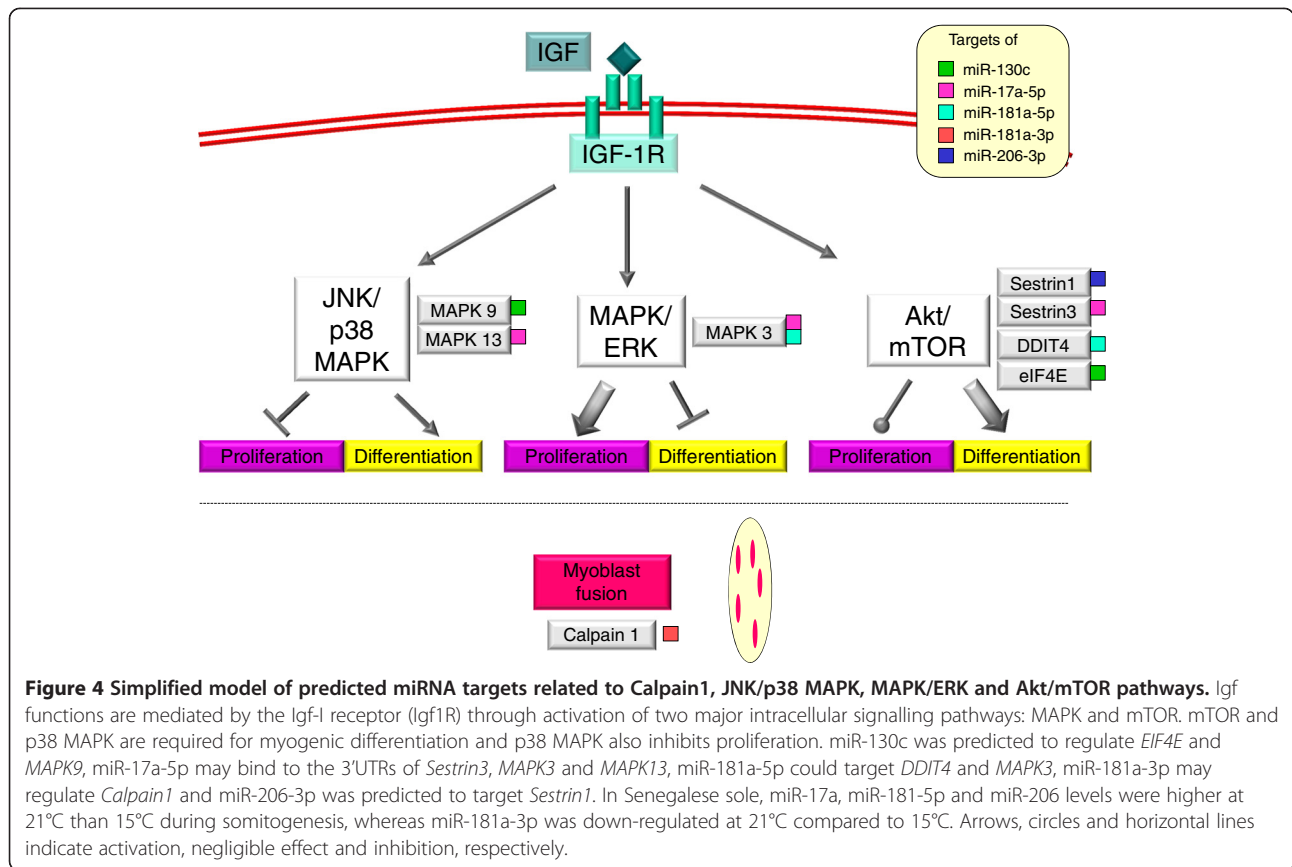 IGF
Targets of
miR-130c
miR-17a-5p
miR-181a-5p
miR-181a-3p
miR-206-3p
IGF-1R
JNK/
p38
MAPK
MAPK 9
MAPK 13
MAPK/
ERK
MAPK 3
Akt/
mTOR
Sestrin1
Sestrin3
DDIT4
eIF4E
Proliferation Differentiation
Proliferation Differentiation
Proliferation Differentiation
Myoblast
fusion
Calpain 1
Figure 4 Simplified model of predicted miRNA targets related to Calpain1, JNK/p38 MAPK, MAPK/ERK and Akt/mTOR pathways. Igf
functions are mediated by the Igf-I receptor (Igf1R) through activation of two major intracellular signalling pathways: MAPK and mTOR. mTOR and
p38 MAPK are required for myogenic differentiation and p38 MAPK also inhibits proliferation. miR-130c was predicted to regulate EIF4E and
MAPK9, miR-17a-5p may bind to the 3'UTRs of Sestrin3, MAPK3 and MAPK13, miR-181a-5p could target DDIT4 and MAPK3, miR-181a-3p may
regulate Calpain1 and miR-206-3p was predicted to target Sestrin1. In Senegalese sole, miR-17a, miR-181-5p and miR-206 levels were higher at
21°C than 15°C during somitogenesis, whereas miR-181a-3p was down-regulated at 21°C compared to 15°C. Arrows, circles and horizontal lines
indicate activation, negligible effect and inhibition, respectively.